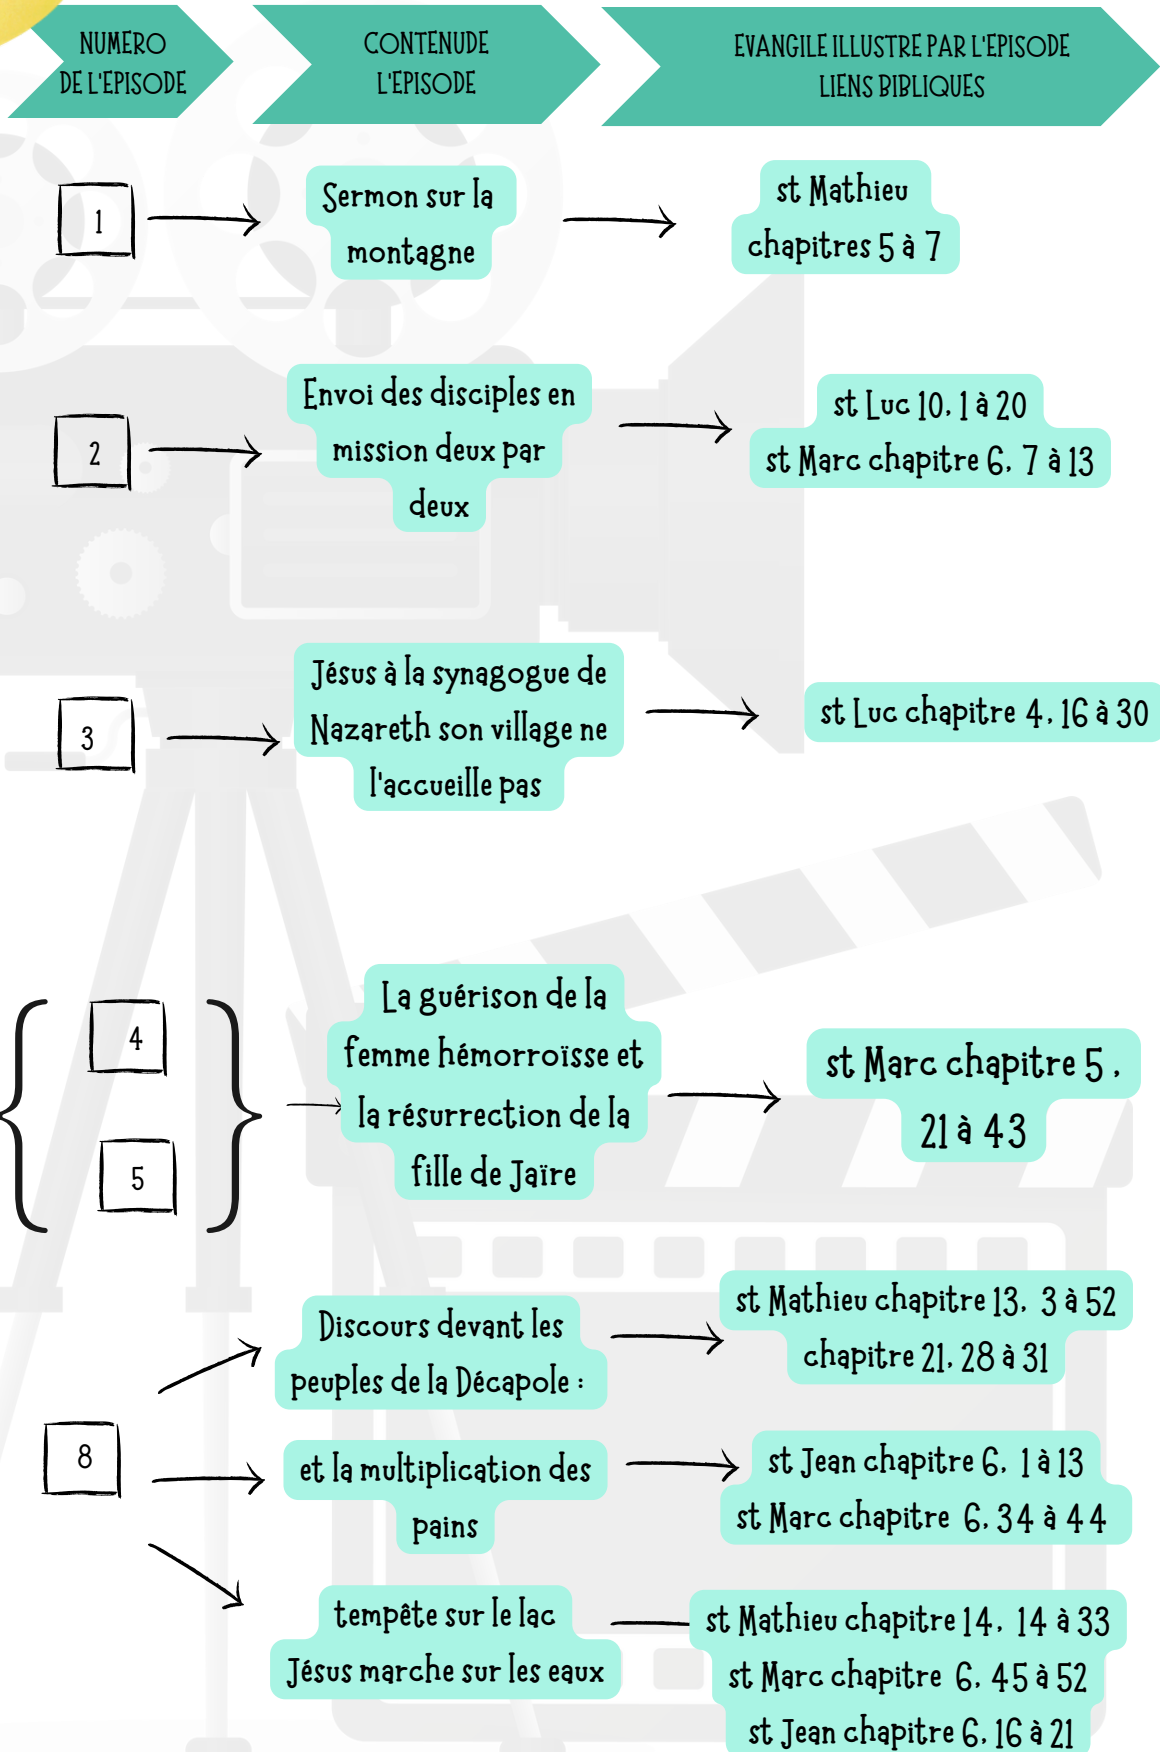 NUMERO
DE L'EPISODE
CONTENUDE
L'EPISODE
EVANGILE ILLUSTRE PAR L'EPISODE
LIENS BIBLIQUES
1
Sermon sur la
montagne
st Mathieu
chapitres 5 à 7
2
Envoi des disciples en
mission deux par
deux
st Luc 10, 1 à 20
st Marc chapitre 6, 7 à 13
3
Jésus à la synagogue de
Nazareth son village ne
l'accueille pas
st Luc chapitre 4, 16 à 30
4
5
La guérison de la
femme hémorroïsse et
la résurrection de la
fille de Jaïre
st Marc chapitre 5 ,
21 à 43
8
Discours devant les
peuples de la Décapole :
st Mathieu chapitre 13, 3 à 52
chapitre 21, 28 à 31
et la multiplication des
pains
st Jean chapitre 6, 1 à 13
st Marc chapitre 6, 34 à 44
tempête sur le lac
Jésus marche sur les eaux
st Mathieu chapitre 14, 14 à 33
st Marc chapitre 6, 45 à 52
st Jean chapitre 6, 16 à 21